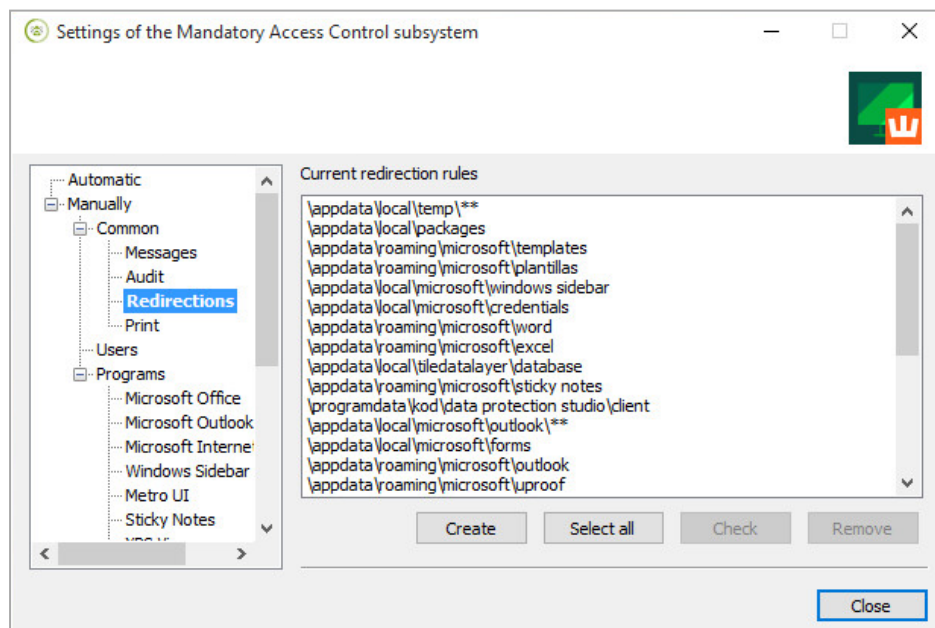 Settings of the Mandatory Access Control subsystem
Automatic
Manually
Common
Messages
Audit
Redirections
Print
Users
Programs
Microsoft Office
Microsoft Outlook
Microsoft Internet
Windows Sidebar
Metro UI
Sticky Notes
Current redirection rules
\appdata\local\temp\**
\appdata\local\packages
\appdata\roaming\microsoft\templates
\appdata\roaming\microsoft\plantillas
\appdata\local\microsoft\windows sidebar
\appdata\local\microsoft\credentials
\appdata\roaming\microsoft\word
\appdata\roaming\microsoft\excel
\appdata\local\tiledatalayer\database
\appdata\roaming\microsoft\sticky notes
\programdata\kod\data protection studio\client
\appdata\local\microsoft\outlook\**
\appdata\local\microsoft\forms
\appdata\roaming\microsoft\outlook
\appdata\roaming\microsoft\uproof
Create Select all Check Remove
Close